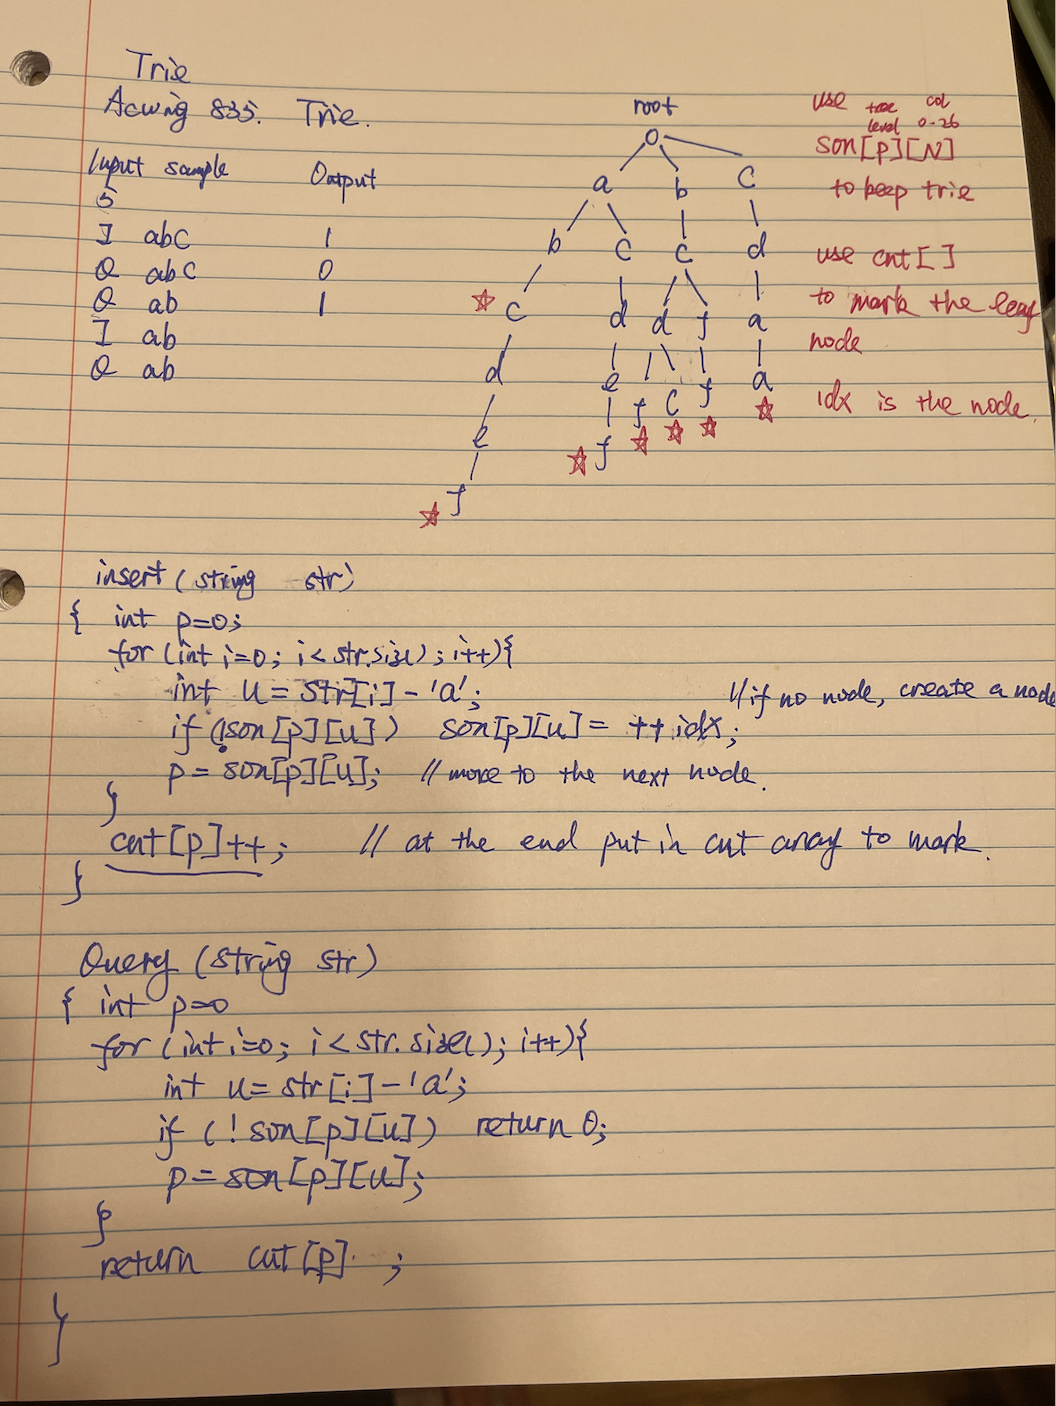 Trie
Acwing 835. Trie.
Input sample Output
5
I abc 1
Q abc 0
Q ab 1
I ab
Q ab
root
0
a b c
b c c d
☆ c d d f a
d e f c f a
☆ ☆ ☆ ☆
e ☆ f
☆ f
use tree level col 0-26
son[p][N]
to keep trie
use cnt[ ]
to mark the leaf
node
idx is the node.
insert (string str)
{ int p=0;
for (int i=0; i<str.size(); i++){
int u = str[i]-'a';
if (!son[p][u]) son[p][u] = ++idx; //if no node, create a node
p = son[p][u]; // move to the next node.
}
cnt[p]++; // at the end put in cnt array to mark.
}
Query (string str)
{ int p=0
for (int i=0; i<str.size(); i++){
int u= str[i]-'a';
if (! son[p][u]) return 0;
p = son[p][u];
}
return cnt[p] ;
}